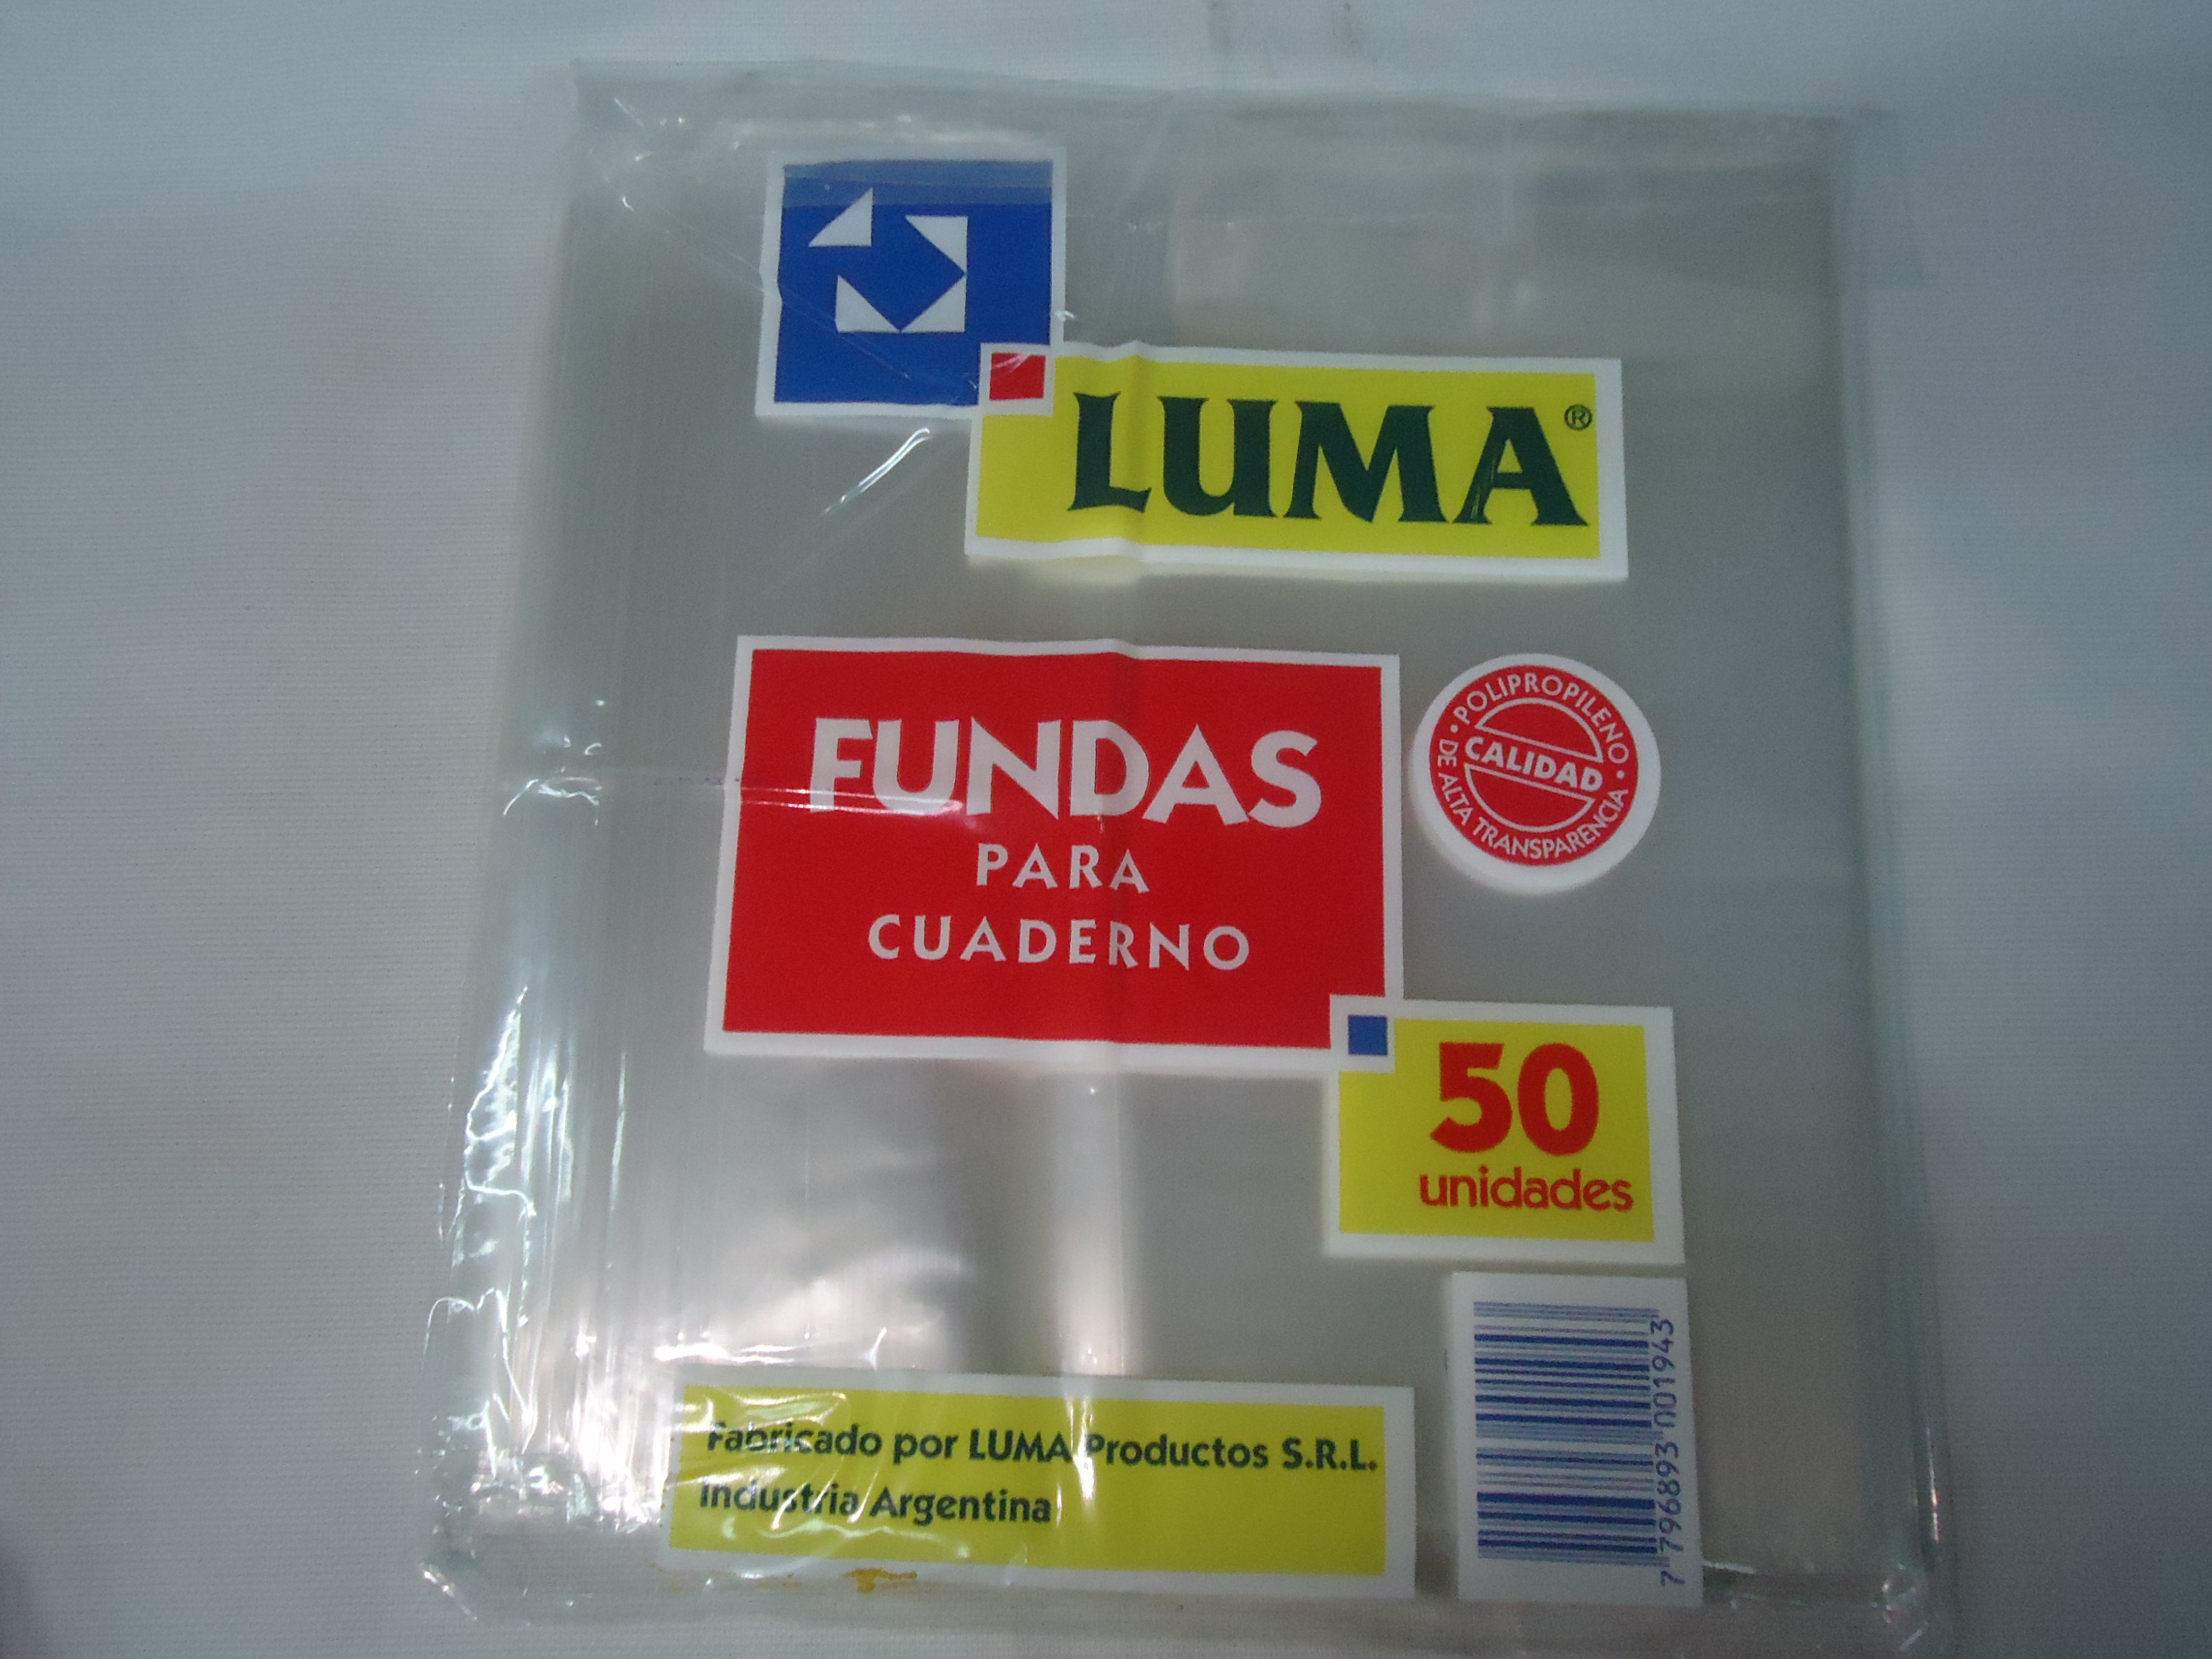 LUMA®
FUNDAS
PARA
CUADERNO
POLIPROPILENO
CALIDAD
• DE ALTA TRANSPARENCIA •
50
unidades
Fabricado por LUMA Productos S.R.L.
Industria Argentina
7 796893 001943